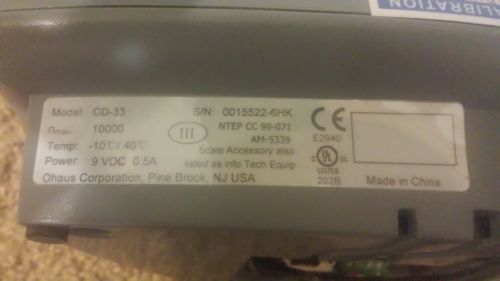 CALIBRATION
Model: CD-33 S/N: 0015522-6HK
nmax: 10000 III NTEP CC 99-071 CE
AM-5339 E2940
Temp: -10℃/ 40℃ Scale Accessory also
Power: 9 VDC 0.5A listed as info Tech Equip UL LISTED
Ohaus Corporation, Pine Brook, NJ USA 202B Made in China